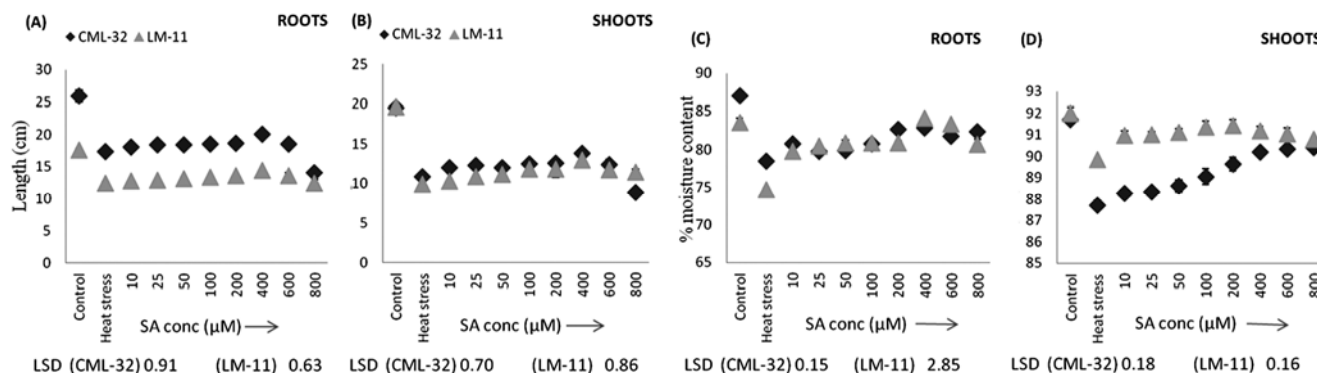 (A) ROOTS
◆CML-32 ▲LM-11
Length (cm)
30
25
20
15
10
5
0
Control
Heat stress
10
25
50
100
200
400
600
800
SA conc (µM) →
LSD (CML-32) 0.91 (LM-11) 0.63
(B) SHOOTS
◆CML-32 ▲LM-11
25
20
15
10
5
0
Control
Heat stress
10
25
50
100
200
400
600
800
SA conc (µM) →
LSD (CML-32) 0.70 (LM-11) 0.86
(C) ROOTS
% moisture content
90
85
80
75
70
65
Control
Heat stress
10
25
50
100
200
400
600
800
SA conc (µM) →
LSD (CML-32) 0.15 (LM-11) 2.85
(D) SHOOTS
93
92
91
90
89
88
87
86
85
Control
Heat stress
10
25
50
100
200
400
600
800
SA conc (µM) →
LSD (CML-32) 0.18 (LM-11) 0.16